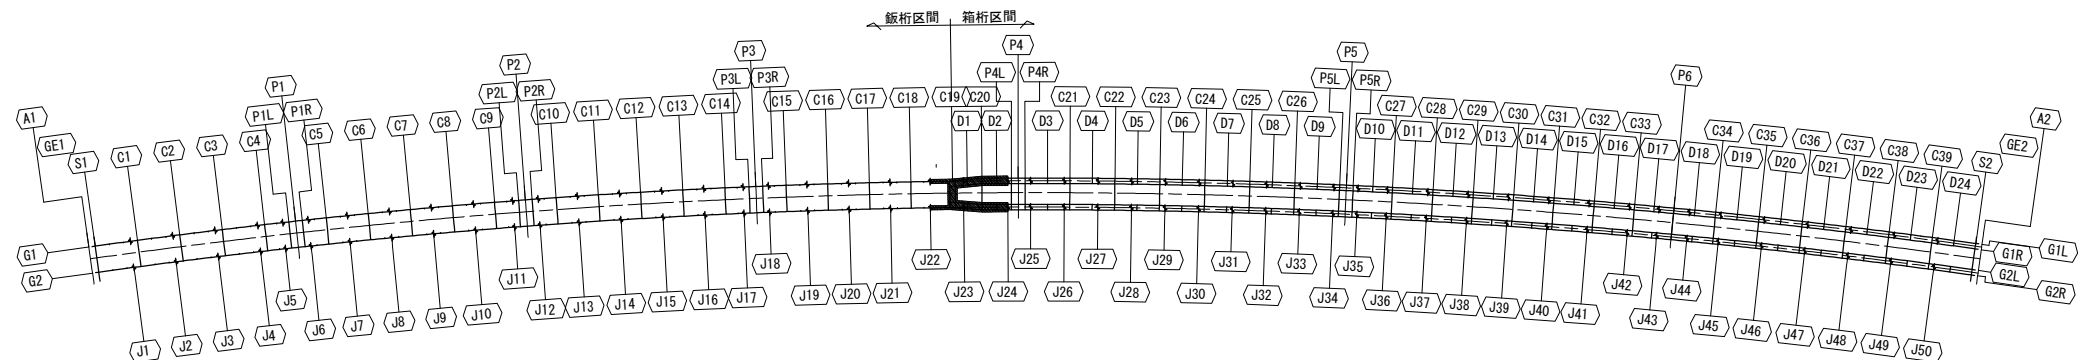 鈑桁区間 箱桁区間
A1
GE1
S1
C1
C2
C3
C4
P1L
P1
P1R
C5
C6
C7
C8
C9
P2L
P2
P2R
C10
C11
C12
C13
C14
P3L
P3
P3R
C15
C16
C17
C18
C19
C20
D1
D2
P4L
P4
P4R
C21
C22
C23
C24
C25
C26
D3
D4
D5
D6
D7
D8
D9
P5L
P5
P5R
C27
C28
C29
C30
C31
C32
C33
D10
D11
D12
D13
D14
D15
D16
D17
P6
C34
C35
C36
C37
C38
C39
D18
D19
D20
D21
D22
D23
D24
S2
GE2
A2
G1
G2
G1L
G1R
G2L
G2R
J1
J2
J3
J4
J5
J6
J7
J8
J9
J10
J11
J12
J13
J14
J15
J16
J17
J18
J19
J20
J21
J22
J23
J24
J25
J26
J27
J28
J29
J30
J31
J32
J33
J34
J35
J36
J37
J38
J39
J40
J41
J42
J43
J44
J45
J46
J47
J48
J49
J50